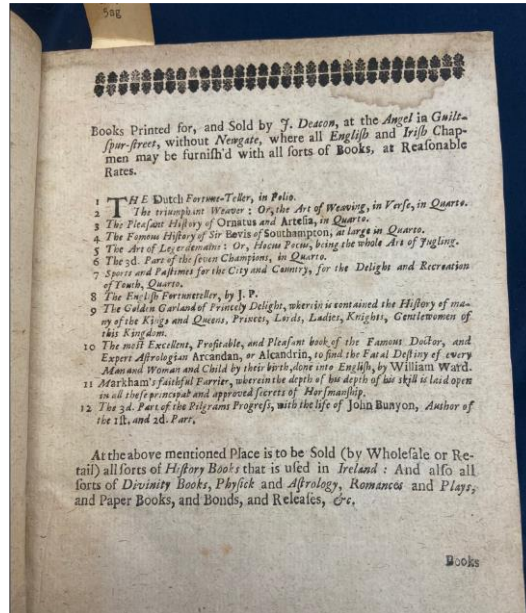 5ag
Books Printed for, and Sold by J. Deacon, at the Angel in Guilt-
spur-street, without Newgate, where all English and Irish Chap-
men may be furnish'd with all sorts of Books, at Reasonable
Rates.
1 THE Dutch Fortune-Teller, in Folio.
2 The triumphant Weaver: Or, the Art of Weaving, in Verse, in Quarto.
3 The Pleasant History of Ornatus and Artesia, in Quarto.
4 The Famous History of Sir Bevis of Southampton, at large in Quarto.
5 The Art of Legerdemaine: Or, Hocus Pocus, being the whole Art of Jugling.
6 The 3d. Part of the seven Champions, in Quarto.
7 Sports and Pastimes for the City and Country, for the Delight and Recreation
of Youth, Quarto.
8 The English Fortuneteller, by J. P.
9 The Golden Garland of Princely Delight, wherein is contained the History of ma-
ny of the Kings and Queens, Princes, Lords, Ladies, Knights, Gentlewomen of
this Kingdom.
10 The most Excellent, Profitable, and Pleasant book of the Famous Doctor, and
Expert Astrologian Arcandan, or Alcandrin, to find the Fatal Destiny of every
Man and Woman and Child by their birth, done into English, by William Ward.
11 Markham's faithful Farrier, wherein the depth of his depth of his skill is laid open
in all these principal and approved secrets of Horsmanship.
12 The 3d. Part of the Pilgrams Progress, with the life of John Bunyon, Author of
the 1st. and 2d. Part.
At the above mentioned Place is to be Sold (by Wholesale or Re-
tail) all sorts of History Books that is used in Ireland: And also all
sorts of Divinity Books, Physick and Astrology, Romances and Plays,
and Paper Books, and Bonds, and Releases, &c.
Books